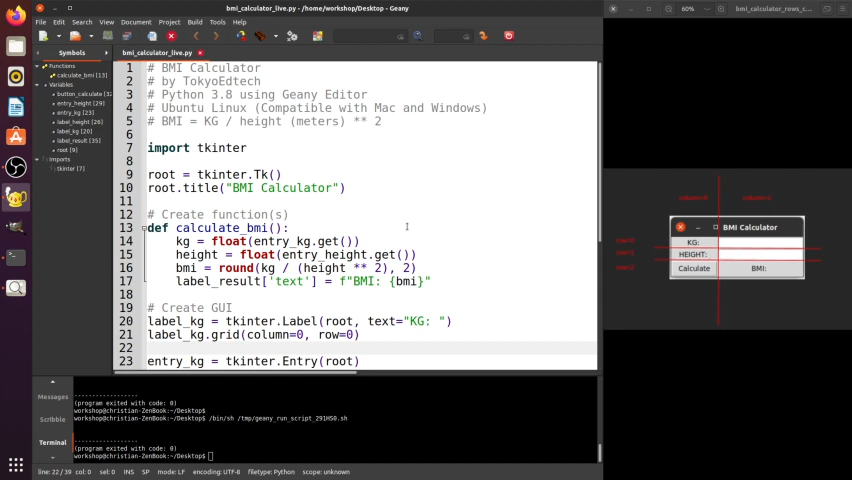 bmi_calculator_live.py - /home/workshop/Desktop - Geany
File Edit Search View Document Project Build Tools Help
Symbols
Functions
calculate_bmi [13]
Variables
button_calculate [32
entry_height [29]
entry_kg [23]
label_height [26]
label_kg [20]
label_result [35]
root [9]
Imports
tkinter [7]
bmi_calculator_live.py
1 # BMI Calculator
2 # by TokyoEdtech
3 # Python 3.8 using Geany Editor
4 # Ubuntu Linux (Compatible with Mac and Windows)
5 # BMI = KG / height (meters) ** 2
6
7 import tkinter
8
9 root = tkinter.Tk()
10 root.title("BMI Calculator")
11
12 # Create function(s)
13 def calculate_bmi():
14 kg = float(entry_kg.get())
15 height = float(entry_height.get())
16 bmi = round(kg / (height ** 2), 2)
17 label_result['text'] = f"BMI: {bmi}"
18
19 # Create GUI
20 label_kg = tkinter.Label(root, text="KG: ")
21 label_kg.grid(column=0, row=0)
22
23 entry_kg = tkinter.Entry(root)
Messages
Scribble
Terminal
------------------
(program exited with code: 0)
workshop@christian-ZenBook:~/Desktop$
workshop@christian-ZenBook:~/Desktop$ /bin/sh /tmp/geany_run_script_291HS0.sh
------------------
(program exited with code: 0)
workshop@christian-ZenBook:~/Desktop$
line: 22 / 39 col: 0 sel: 0 INS SP mode: LF encoding: UTF-8 filetype: Python scope: unknown
60% bmi_calculator_rows_c...
BMI Calculator
KG:
HEIGHT:
Calculate BMI: